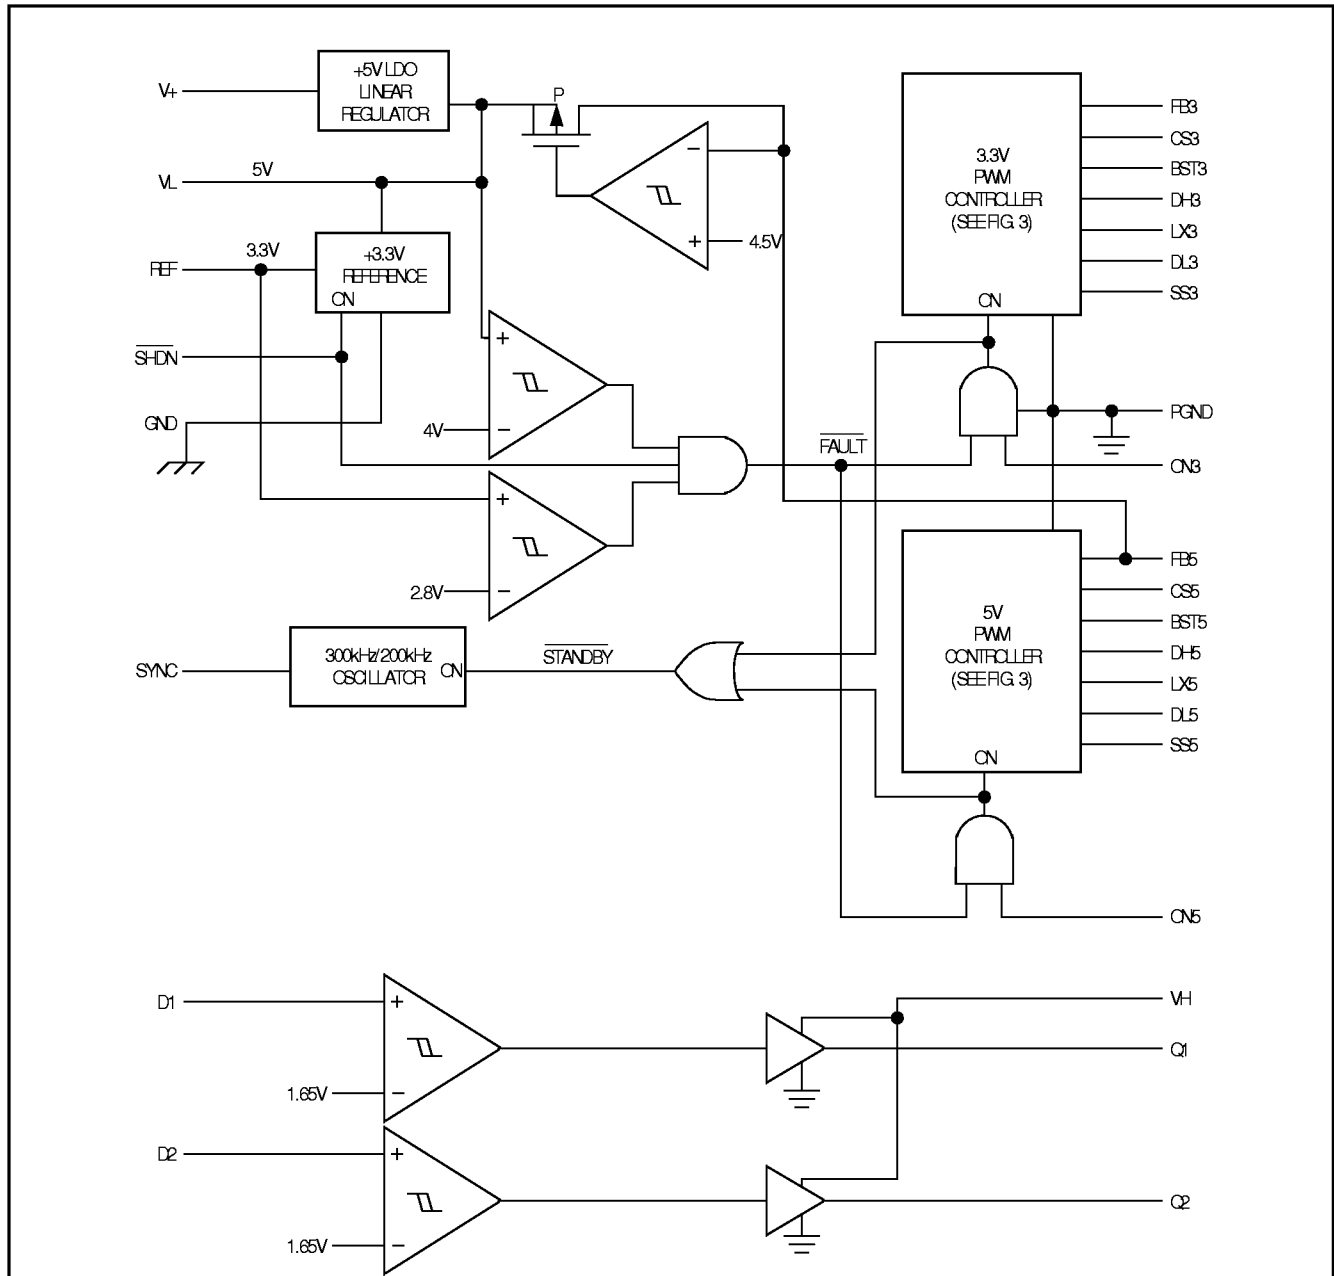 +5V LDO
LINEAR
REGULATOR
V+
P
VL
5V
−
+
4.5V
REF
3.3V
+3.3V
REFERENCE
ON
SHDN
GND
+
4V
−
+
2.8V
−
FAULT
3.3V
PWM
CONTROLLER
(SEE FIG. 3)
ON
FB3
CS3
BST3
DH3
LX3
DL3
SS3
PGND
ON3
5V
PWM
CONTROLLER
(SEE FIG. 3)
ON
FB5
CS5
BST5
DH5
LX5
DL5
SS5
ON5
SYNC
300kHz/200kHz
OSCILLATOR
ON
STANDBY
D1
+
1.65V
−
VH
Q1
D2
+
1.65V
−
Q2